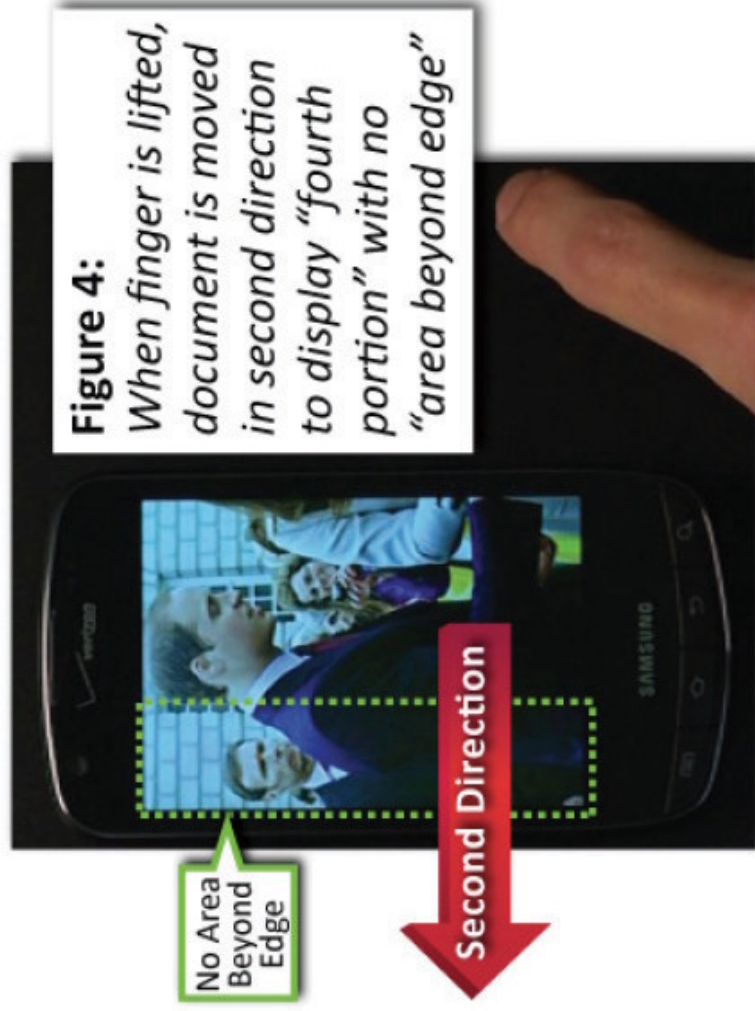 Figure 4:
When finger is lifted,
document is moved
in second direction
to display “fourth
portion” with no
“area beyond edge”
No Area
Beyond
Edge
Second Direction
verizon
SAMSUNG